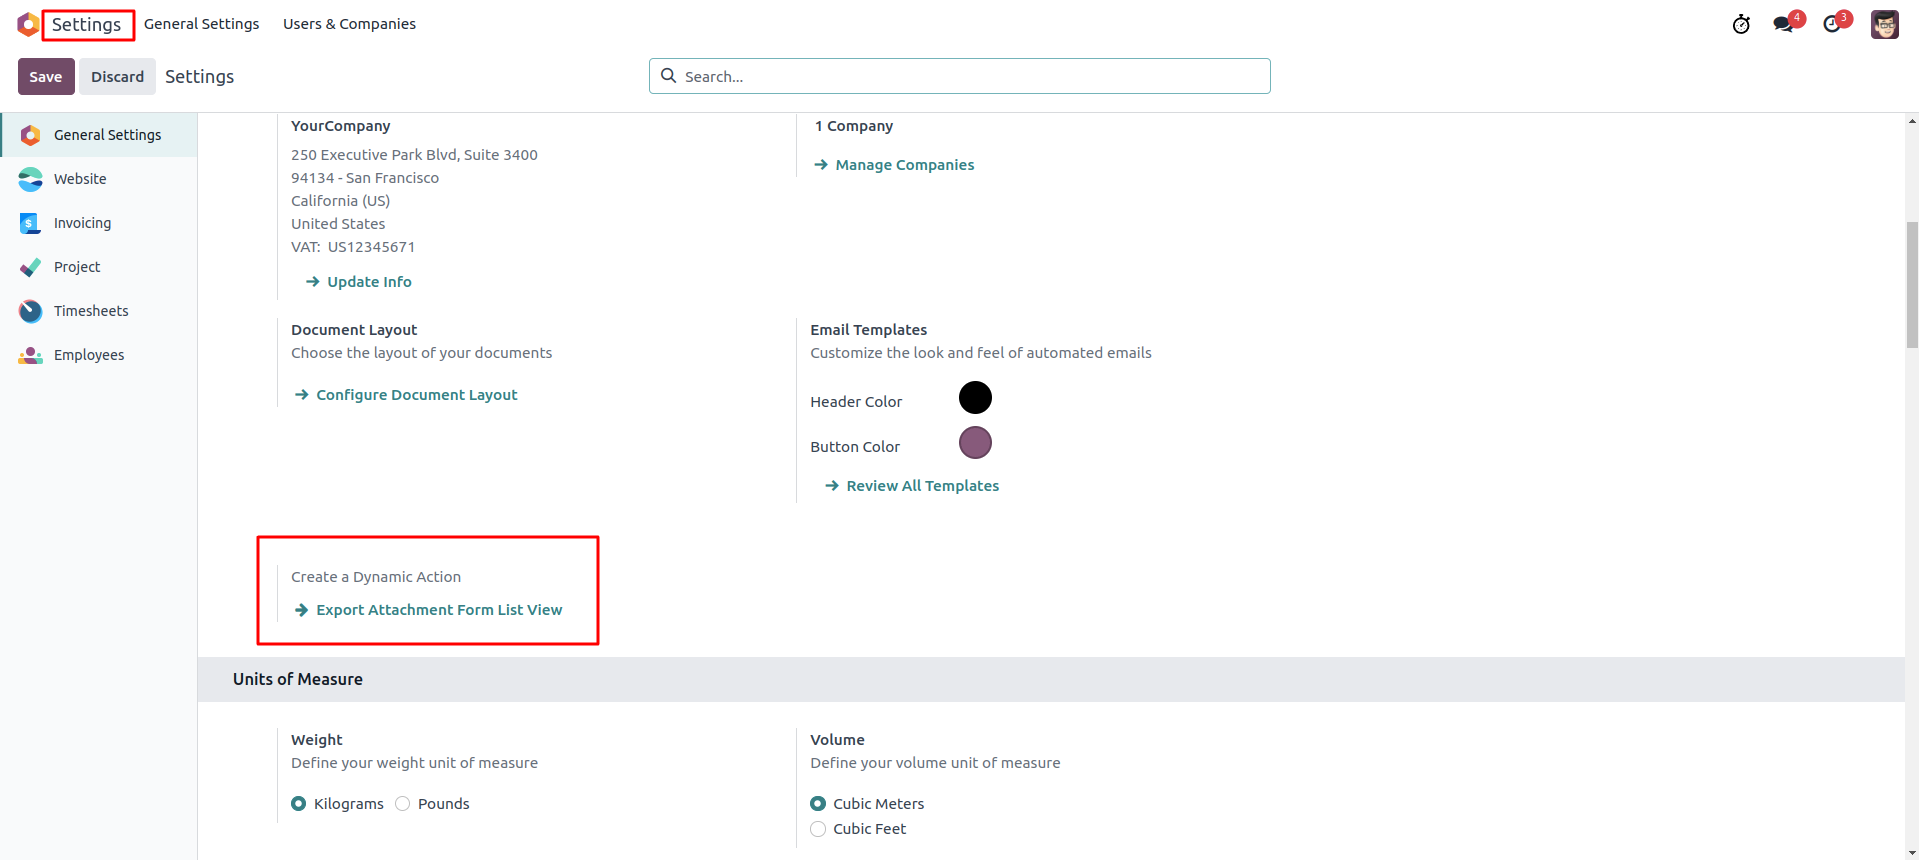 Settings General Settings Users & Companies 4 3
Save Discard Settings Search...
General Settings
Website
Invoicing
Project
Timesheets
Employees
YourCompany
250 Executive Park Blvd, Suite 3400
94134 - San Francisco
California (US)
United States
VAT: US12345671
Update Info
1 Company
Manage Companies
Document Layout
Choose the layout of your documents
Configure Document Layout
Email Templates
Customize the look and feel of automated emails
Header Color
Button Color
Review All Templates
Create a Dynamic Action
Export Attachment Form List View
Units of Measure
Weight
Define your weight unit of measure
Kilograms Pounds
Volume
Define your volume unit of measure
Cubic Meters
Cubic Feet